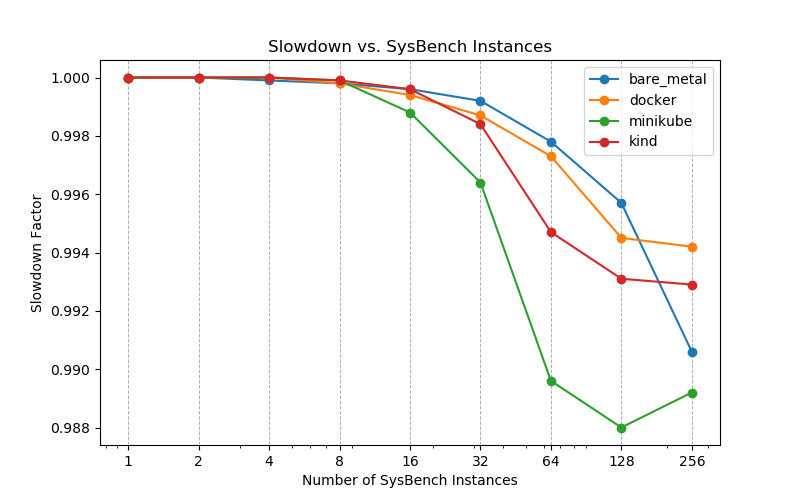 Slowdown vs. SysBench Instances
bare_metal
docker
minikube
kind
Slowdown Factor
1.000
0.998
0.996
0.994
0.992
0.990
0.988
1 2 4 8 16 32 64 128 256
Number of SysBench Instances